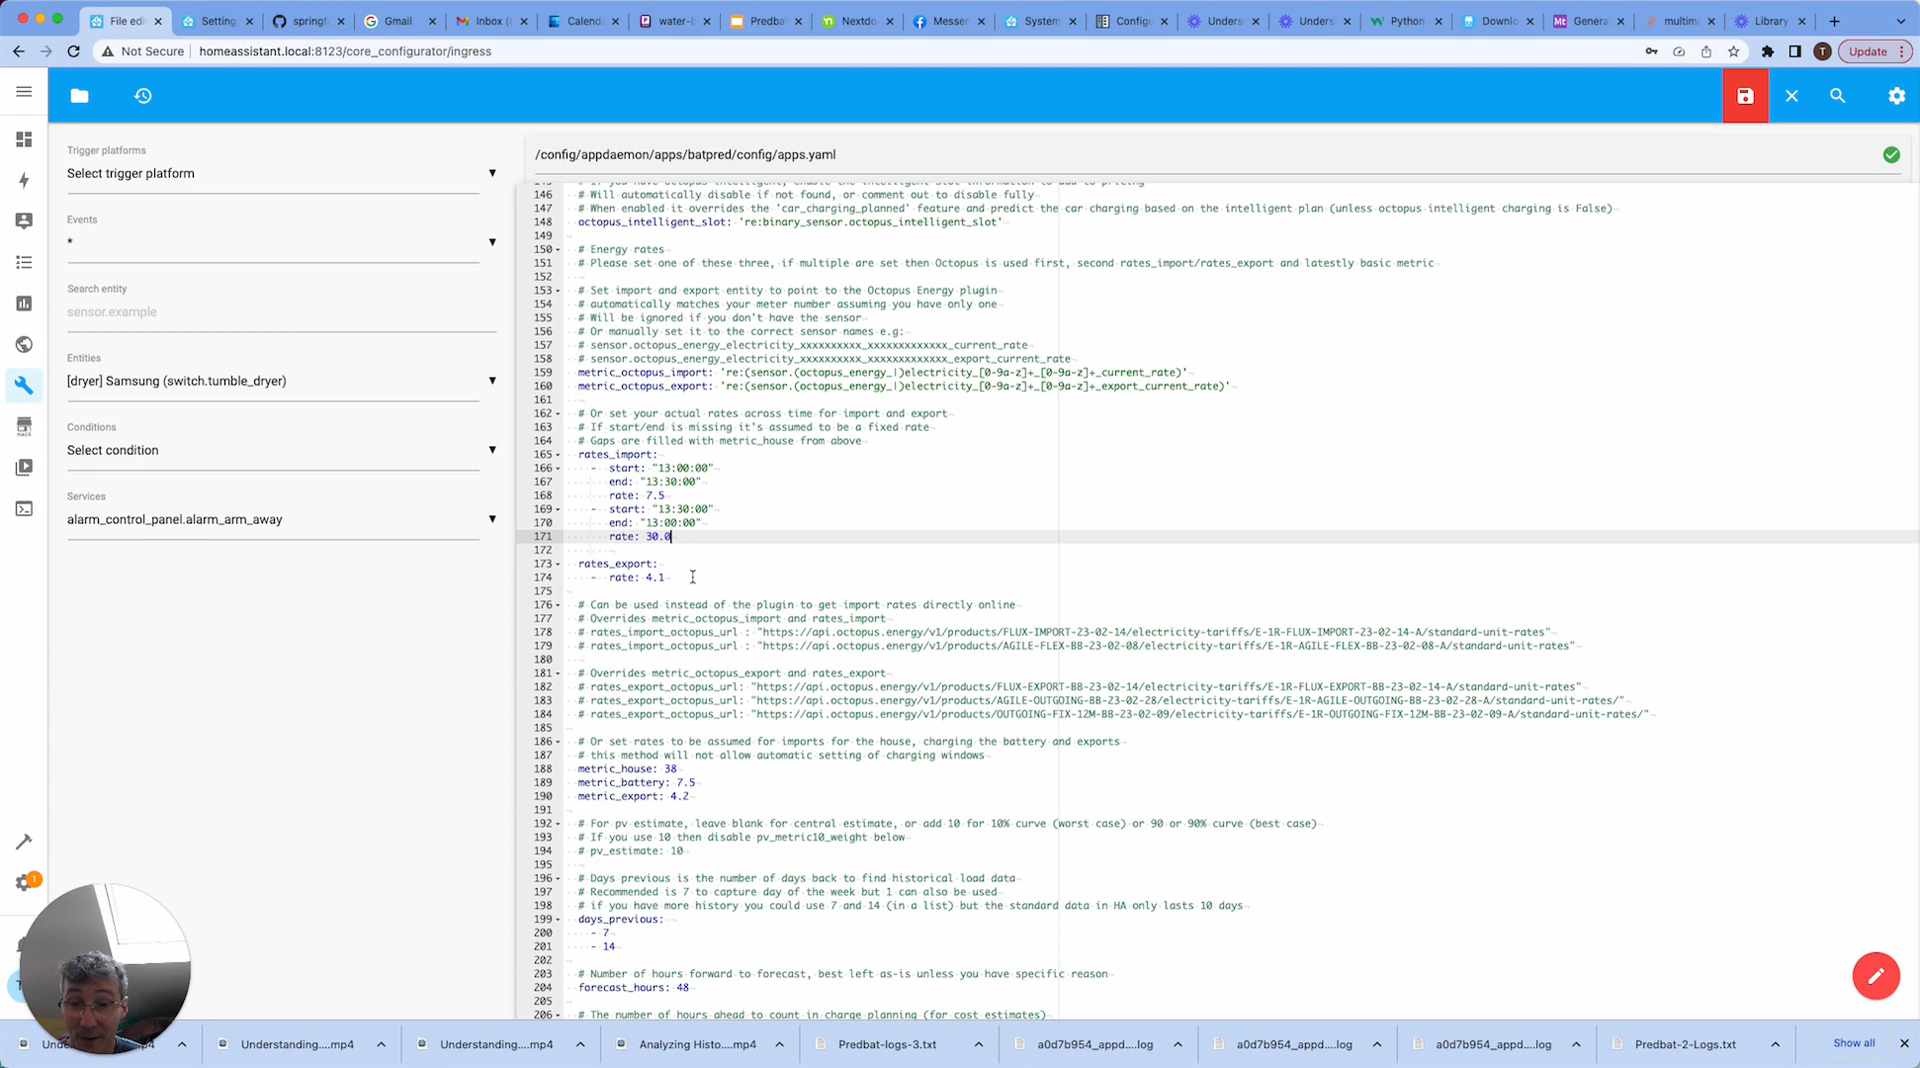 File edi
Setting
springf
Gmail
Inbox (
Calend
water-b
Predbat
Nextdo
Messen
System
Configu
Unders
Unders
Python
Downlo
Genera
multim
Library
Not Secure
homeassistant.local:8123/core_configurator/ingress
T
Update
Trigger platforms
Select trigger platform
Events
*
Search entity
sensor.example
Entities
[dryer] Samsung (switch.tumble_dryer)
Conditions
Select condition
Services
alarm_control_panel.alarm_arm_away
HACS
1
/config/appdaemon/apps/batpred/config/apps.yaml
146 # Will automatically disable if not found, or comment out to disable fully
147 # When enabled it overrides the 'car_charging_planned' feature and predict the car charging based on the intelligent plan (unless octopus intelligent charging is False)
148 octopus_intelligent_slot: 're:binary_sensor.octopus_intelligent_slot'
149
150 # Energy rates
151 # Please set one of these three, if multiple are set then Octopus is used first, second rates_import/rates_export and latestly basic metric
152
153 # Set import and export entity to point to the Octopus Energy plugin
154 # automatically matches your meter number assuming you have only one
155 # Will be ignored if you don't have the sensor
156 # Or manually set it to the correct sensor names e.g:
157 # sensor.octopus_energy_electricity_xxxxxxxxxx_xxxxxxxxxxxxx_current_rate
158 # sensor.octopus_energy_electricity_xxxxxxxxxx_xxxxxxxxxxxxx_export_current_rate
159 metric_octopus_import: 're:(sensor.(octopus_energy_|)electricity_[0-9a-z]+_[0-9a-z]+_current_rate)'
160 metric_octopus_export: 're:(sensor.(octopus_energy_|)electricity_[0-9a-z]+_[0-9a-z]+_export_current_rate)'
161
162 # Or set your actual rates across time for import and export
163 # If start/end is missing it's assumed to be a fixed rate
164 # Gaps are filled with metric_house from above
165 rates_import:
166 - start: "13:00:00"
167 end: "13:30:00"
168 rate: 7.5
169 - start: "13:30:00"
170 end: "13:00:00"
171 rate: 30.0
172
173 rates_export:
174 - rate: 4.1
175
176 # Can be used instead of the plugin to get import rates directly online
177 # Overrides metric_octopus_import and rates_import
178 # rates_import_octopus_url : "https://api.octopus.energy/v1/products/FLUX-IMPORT-23-02-14/electricity-tariffs/E-1R-FLUX-IMPORT-23-02-14-A/standard-unit-rates"
179 # rates_import_octopus_url : "https://api.octopus.energy/v1/products/AGILE-FLEX-BB-23-02-08/electricity-tariffs/E-1R-AGILE-FLEX-BB-23-02-08-A/standard-unit-rates"
180
181 # Overrides metric_octopus_export and rates_export
182 # rates_export_octopus_url: "https://api.octopus.energy/v1/products/FLUX-EXPORT-BB-23-02-14/electricity-tariffs/E-1R-FLUX-EXPORT-BB-23-02-14-A/standard-unit-rates"
183 # rates_export_octopus_url: "https://api.octopus.energy/v1/products/AGILE-OUTGOING-BB-23-02-28/electricity-tariffs/E-1R-AGILE-OUTGOING-BB-23-02-28-A/standard-unit-rates/"
184 # rates_export_octopus_url: "https://api.octopus.energy/v1/products/OUTGOING-FIX-12M-BB-23-02-09/electricity-tariffs/E-1R-OUTGOING-FIX-12M-BB-23-02-09-A/standard-unit-rates/"
185
186 # Or set rates to be assumed for imports for the house, charging the battery and exports
187 # this method will not allow automatic setting of charging windows
188 metric_house: 38
189 metric_battery: 7.5
190 metric_export: 4.2
191
192 # For pv estimate, leave blank for central estimate, or add 10 for 10% curve (worst case) or 90 or 90% curve (best case)
193 # If you use 10 then disable pv_metric10_weight below
194 # pv_estimate: 10
195
196 # Days previous is the number of days back to find historical load data
197 # Recommended is 7 to capture day of the week but 1 can also be used
198 # if you have more history you could use 7 and 14 (in a list) but the standard data in HA only lasts 10 days
199 days_previous:
200 - 7
201 - 14
202
203 # Number of hours forward to forecast, best left as-is unless you have specific reason
204 forecast_hours: 48
205
206 # The number of hours ahead to count in charge planning (for cost estimates)
Understanding....mp4
Understanding....mp4
Analyzing Histo....mp4
Predbat-logs-3.txt
a0d7b954_appd....log
a0d7b954_appd....log
a0d7b954_appd....log
Predbat-2-Logs.txt
Show all